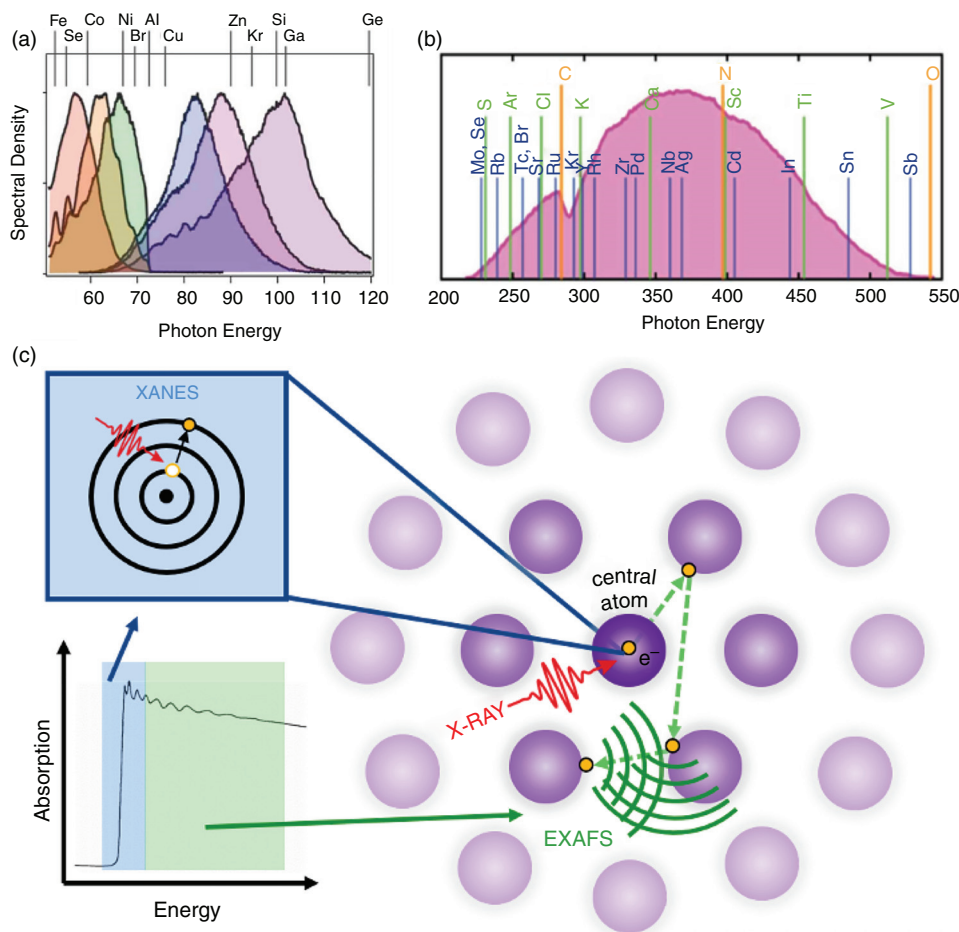 (a)
Fe Co Ni Al Zn Si Ge
Se Br Cu Kr Ga
Spectral Density
60 70 80 90 100 110 120
Photon Energy
(b)
C N O
S Ar Cl K Ca Sc Ti V
Mo, Se Rb Tc, Br Sr Ru Kr Y Rh Zr Pd Nb Ag Cd In Sn Sb
200 250 300 350 400 450 500 550
Photon Energy
(c)
XANES
central
atom
e−
X-RAY
EXAFS
Absorption
Energy